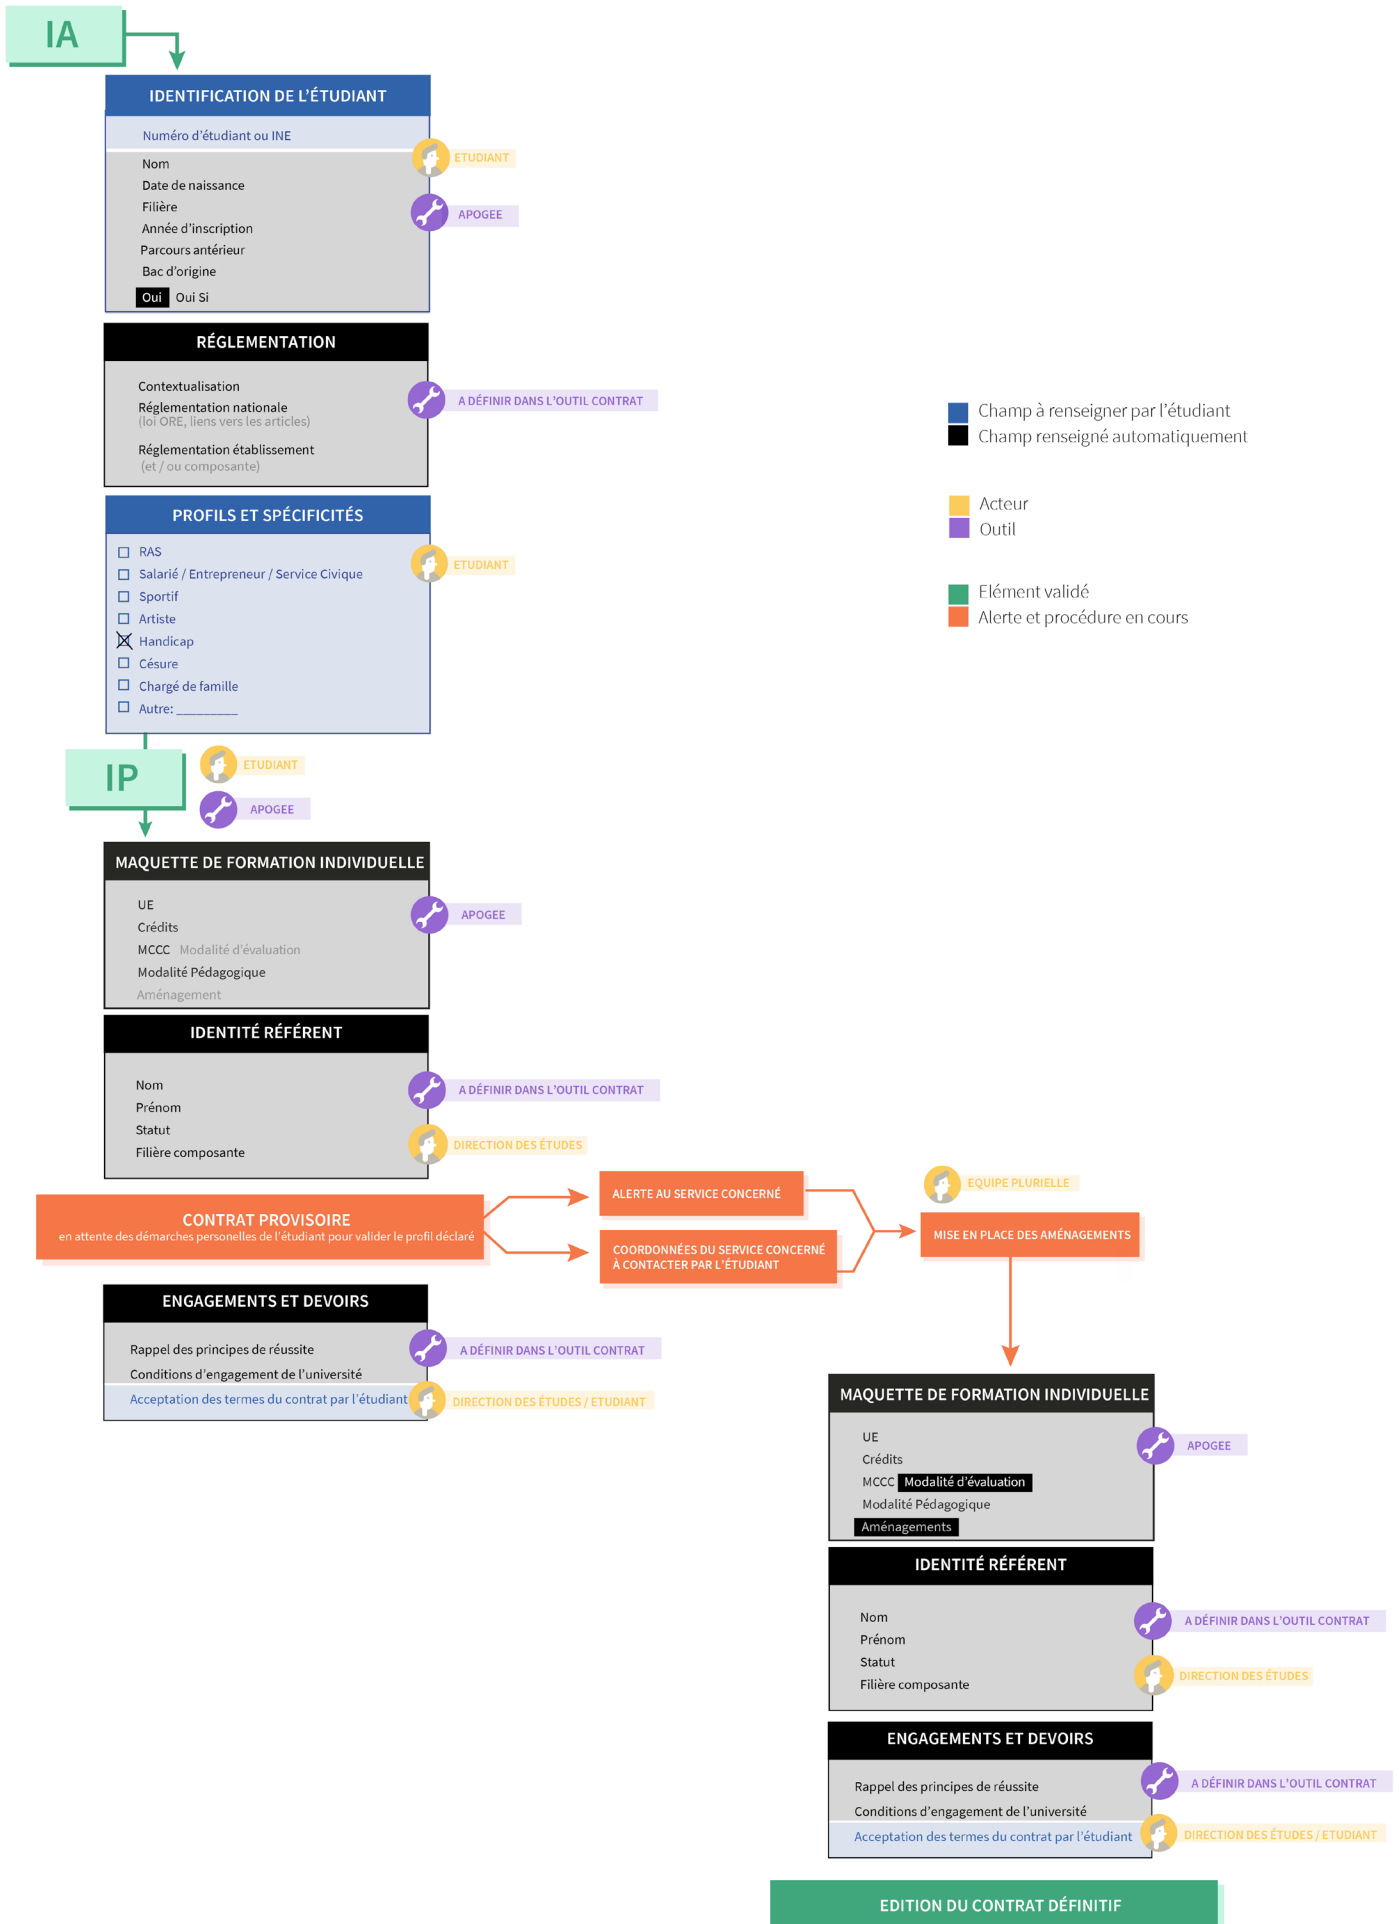 IA
IDENTIFICATION DE L'ÉTUDIANT
Numéro d'étudiant ou INE
Nom
Date de naissance
Filière
Année d'inscription
Parcours antérieur
Bac d'origine
Oui Oui Si
ETUDIANT
APOGEE
RÉGLEMENTATION
Contextualisation
Réglementation nationale
(loi ORE, liens vers les articles)
Réglementation établissement
(et / ou composante)
A DÉFINIR DANS L'OUTIL CONTRAT
Champ à renseigner par l'étudiant
Champ renseigné automatiquement
Acteur
Outil
Elément validé
Alerte et procédure en cours
PROFILS ET SPÉCIFICITÉS
RAS
Salarié / Entrepreneur / Service Civique
Sportif
Artiste
Handicap
Césure
Chargé de famille
Autre: _________
ETUDIANT
IP
ETUDIANT
APOGEE
MAQUETTE DE FORMATION INDIVIDUELLE
UE
Crédits
MCCC Modalité d'évaluation
Modalité Pédagogique
Aménagement
APOGEE
IDENTITÉ RÉFÉRENT
Nom
Prénom
Statut
Filière composante
A DÉFINIR DANS L'OUTIL CONTRAT
DIRECTION DES ÉTUDES
CONTRAT PROVISOIRE
en attente des démarches personelles de l'étudiant pour valider le profil déclaré
ALERTE AU SERVICE CONCERNÉ
COORDONNÉES DU SERVICE CONCERNÉ
À CONTACTER PAR L'ÉTUDIANT
EQUIPE PLURIELLE
MISE EN PLACE DES AMÉNAGEMENTS
ENGAGEMENTS ET DEVOIRS
Rappel des principes de réussite
Conditions d'engagement de l'université
Acceptation des termes du contrat par l'étudiant
A DÉFINIR DANS L'OUTIL CONTRAT
DIRECTION DES ÉTUDES / ETUDIANT
MAQUETTE DE FORMATION INDIVIDUELLE
UE
Crédits
MCCC Modalité d'évaluation
Modalité Pédagogique
Aménagements
APOGEE
IDENTITÉ RÉFÉRENT
Nom
Prénom
Statut
Filière composante
A DÉFINIR DANS L'OUTIL CONTRAT
DIRECTION DES ÉTUDES
ENGAGEMENTS ET DEVOIRS
Rappel des principes de réussite
Conditions d'engagement de l'université
Acceptation des termes du contrat par l'étudiant
A DÉFINIR DANS L'OUTIL CONTRAT
DIRECTION DES ÉTUDES / ETUDIANT
EDITION DU CONTRAT DÉFINITIF